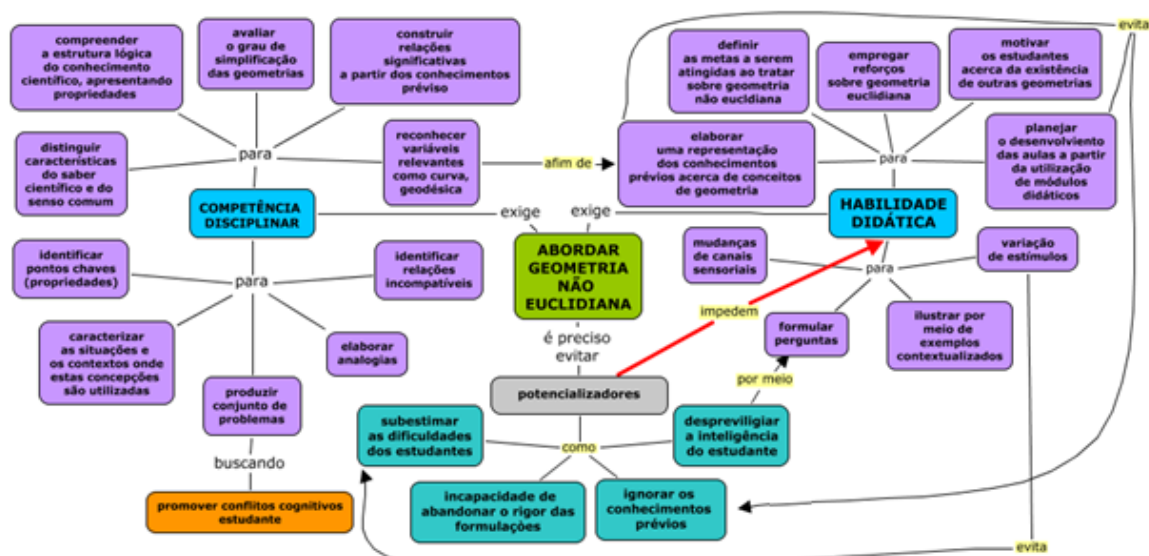 compreender
a estrutura lógica
do conhecimento
científico, apresentando
propriedades
avaliar
o grau de
simplificação
das geometrias
construir
relações
significativas
a partir dos conhecimentos
préviso
distinguir
características
do saber
científico e do
senso comum
para
reconhecer
variáveis
relevantes
como curva,
geodésica
afim de
COMPETÊNCIA
DISCIPLINAR
exige
identificar
pontos chaves
(propriedades)
para
identificar
relações
incompatíveis
caracterizar
as situações e
os contextos onde
estas concepções
são utilizadas
produzir
conjunto de
problemas
elaborar
analogias
buscando
promover conflitos cognitivos
estudante
ABORDAR
GEOMETRIA
NÃO
EUCLIDIANA
exige
é preciso
evitar
potencializadores
impedem
como
subestimar
as dificuldades
dos estudantes
incapacidade de
abandonar o rigor das
formulações
ignorar os
conhecimentos
prévios
despreviligiar
a inteligência
do estudante
por meio
definir
as metas a serem
atingidas ao tratar
sobre geometria
não euclidiana
empregar
reforços
sobre geometria
euclidiana
motivar
os estudantes
acerca da existência
de outras geometrias
evita
elaborar
uma representação
dos conhecimentos
prévios acerca de conceitos
de geometria
para
planejar
o desenvolviento
das aulas a partir
da utilização
de módulos
didáticos
HABILIDADE
DIDÁTICA
mudanças
de canais
sensoriais
para
variação
de estímulos
formular
perguntas
ilustrar por
meio de
exemplos
contextualizados
evita